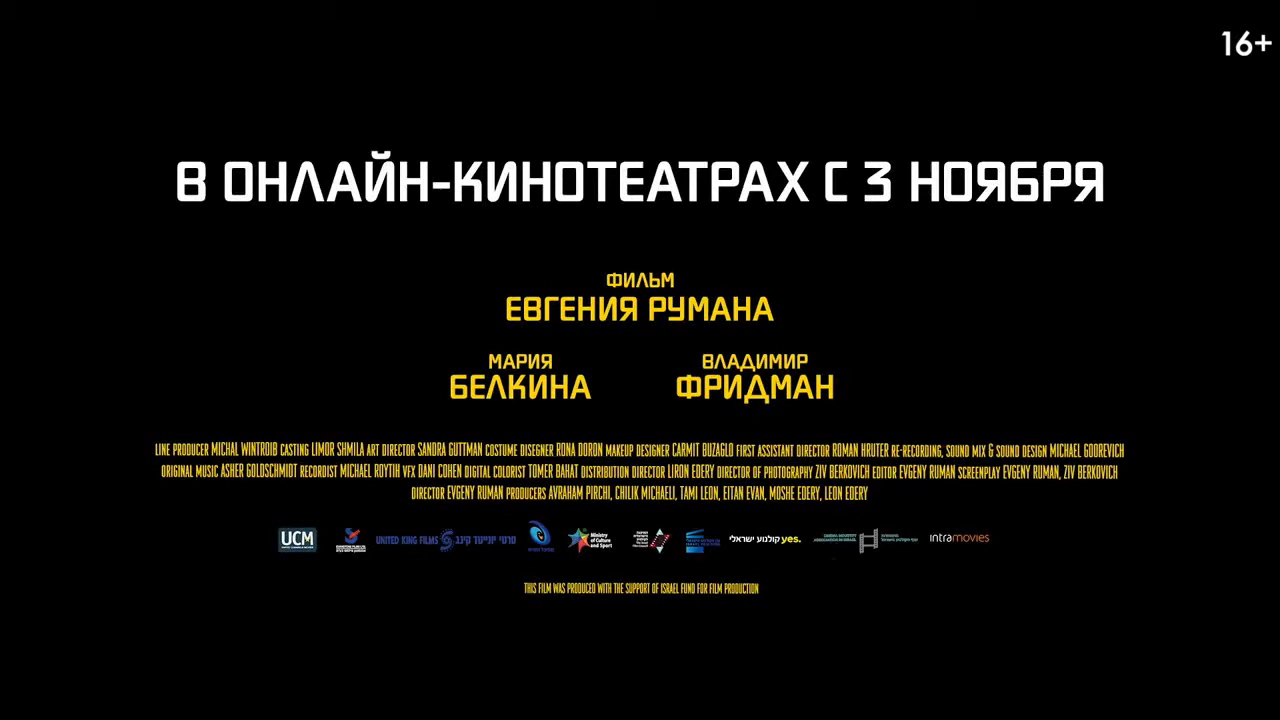 16+
В ОНЛАЙН-КИНОТЕАТРАХ С 3 НОЯБРЯ
ФИЛЬМ
ЕВГЕНИЯ РУМАНА
МАРИЯ
БЕЛКИНА
ВЛАДИМИР
ФРИДМАН
LINE PRODUCER MICHAL WINTROIB CASTING LIMOR SHMILA ART DIRECTOR SANDRA GUTTMAN COSTUME DISEGNER RONA DORON MAKEUP DESIGNER CARMIT BUZAGLO FIRST ASSISTANT DIRECTOR ROMAN HRUTER RE-RECORDING, SOUND MIX & SOUND DESIGN MICHAEL GOOREVICH
ORIGINAL MUSIC ASHER GOLDSCHMIDT RECORDIST MICHAEL ROYTIH VFX DANI COHEN DIGITAL COLORIST TOMER BAHAT DISTRIBUTION DIRECTOR LIRON EDERY DIRECTOR OF PHOTOGRAPHY ZIV BERKOVICH EDITOR EVGENY RUMAN SCREENPLAY EVGENY RUMAN, ZIV BERKOVICH
DIRECTOR EVGENY RUMAN PRODUCERS AVRAHAM PIRCHI, CHILIK MICHAELI, TAMI LEON, EITAN EVAN, MOSHE EDERY, LEON EDERY
UCM
UNITED KING FILMS סרטי יונייטד קינג
Ministry
of Culture
and Sport
קולנוע ישראלי yes.
intramovies
THIS FILM WAS PRODUCED WITH THE SUPPORT OF ISRAEL FUND FOR FILM PRODUCTION